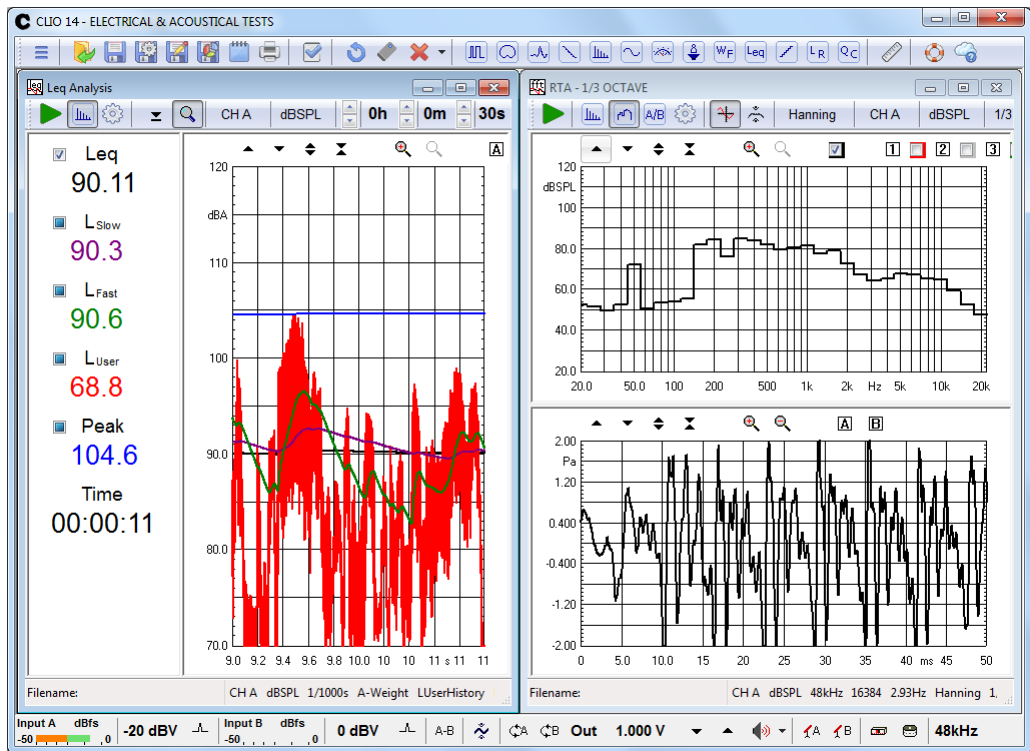 CLIO 14 - ELECTRICAL & ACOUSTICAL TESTS
WF Leq LR QC
Leq Analysis
CH A dBSPL 0h 0m 30s
Leq
90.11
LSlow
90.3
LFast
90.6
LUser
68.8
Peak
104.6
Time
00:00:11
A
120
dBA
110
100
90.0
80.0
70.0
9.0 9.2 9.4 9.6 9.8 10.0 10 10 11 s 11 11
Filename: CH A dBSPL 1/1000s A-Weight LUserHistory
RTA - 1/3 OCTAVE
A/B Hanning CH A dBSPL 1/3
1 2 3
120
dBSPL
100
80.0
60.0
40.0
20.0
20.0 50.0 100 200 500 1k 2k Hz 5k 10k 20k
A B
2.00
Pa
1.20
0.400
-0.400
-1.20
-2.00
0 5.0 10 15 20 25 30 35 40 ms 45 50
Filename: CH A dBSPL 48kHz 16384 2.93Hz Hanning 1,
Input A dBfs
-50 0
-20 dBV
Input B dBfs
-50 0
0 dBV
A-B
A B Out 1.000 V
A B
48kHz